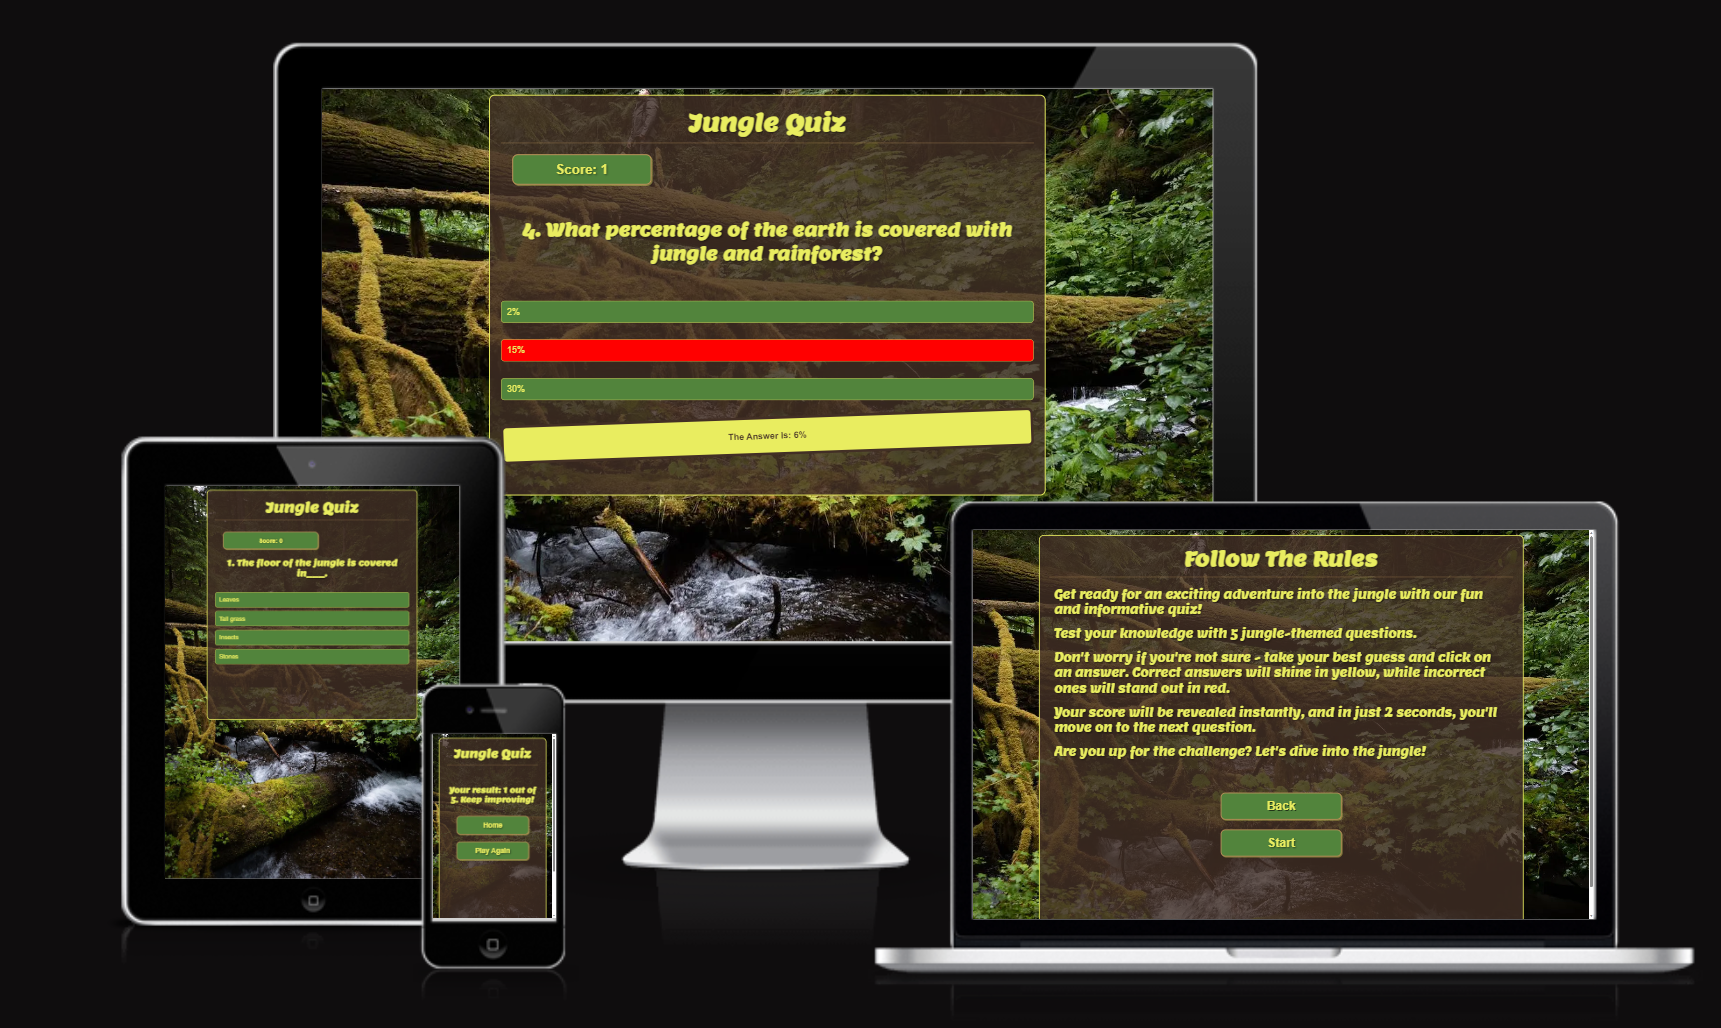 Jungle Quiz
Score: 1
4. What percentage of the earth is covered with
jungle and rainforest?
2%
15%
30%
The Answer Is: 6%
Jungle Quiz
Score: 0
1. The floor of the jungle is covered
in____.
Leaves
Tall grass
Insects
Stones
Jungle Quiz
Your result: 1 out of
5. Keep improving!
Home
Play Again
Follow The Rules
Get ready for an exciting adventure into the jungle with our fun
and informative quiz!
Test your knowledge with 5 jungle-themed questions.
Don't worry if you're not sure - take your best guess and click on
an answer. Correct answers will shine in yellow, while incorrect
ones will stand out in red.
Your score will be revealed instantly, and in just 2 seconds, you'll
move on to the next question.
Are you up for the challenge? Let's dive into the jungle!
Back
Start